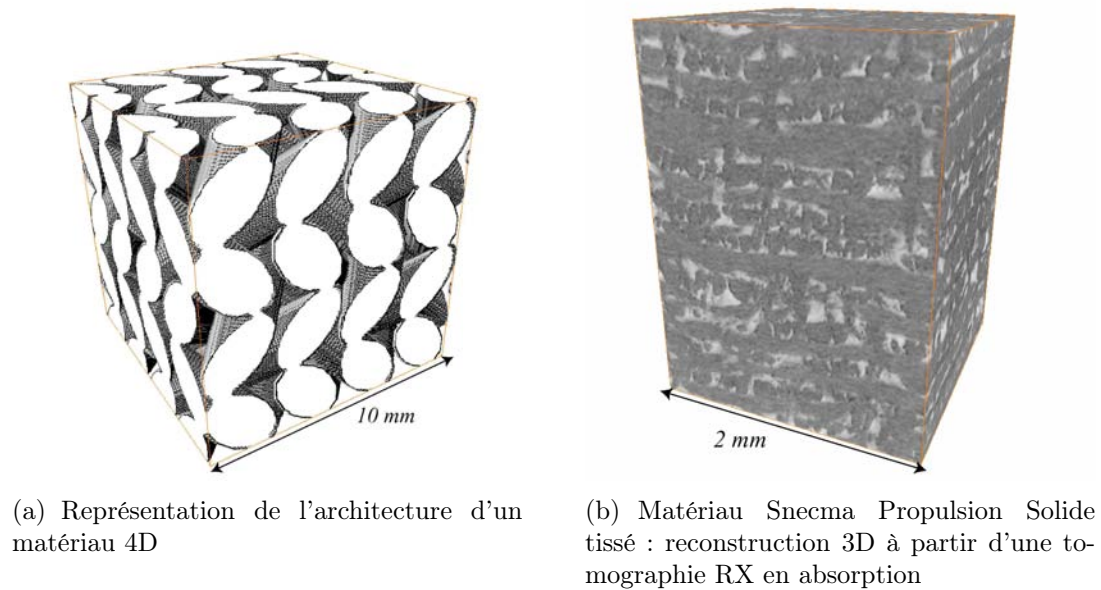 10 mm
2 mm
(a) Représentation de l'architecture d'un
matériau 4D
(b) Matériau Snecma Propulsion Solide
tissé : reconstruction 3D à partir d'une to-
mographie RX en absorption